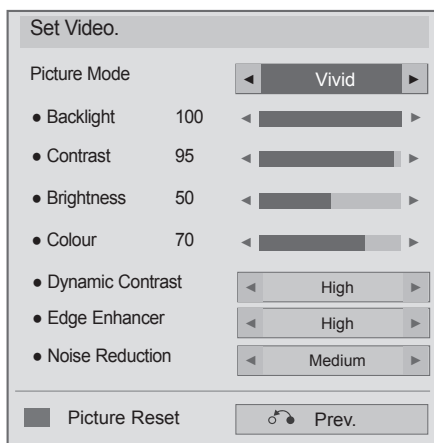 Set Video.
Picture Mode ◄ Vivid ►
● Backlight 100 ◄ ►
● Contrast 95 ◄ ►
● Brightness 50 ◄ ►
● Colour 70 ◄ ►
● Dynamic Contrast ◄ High ►
● Edge Enhancer ◄ High ►
● Noise Reduction ◄ Medium ►
Picture Reset Prev.